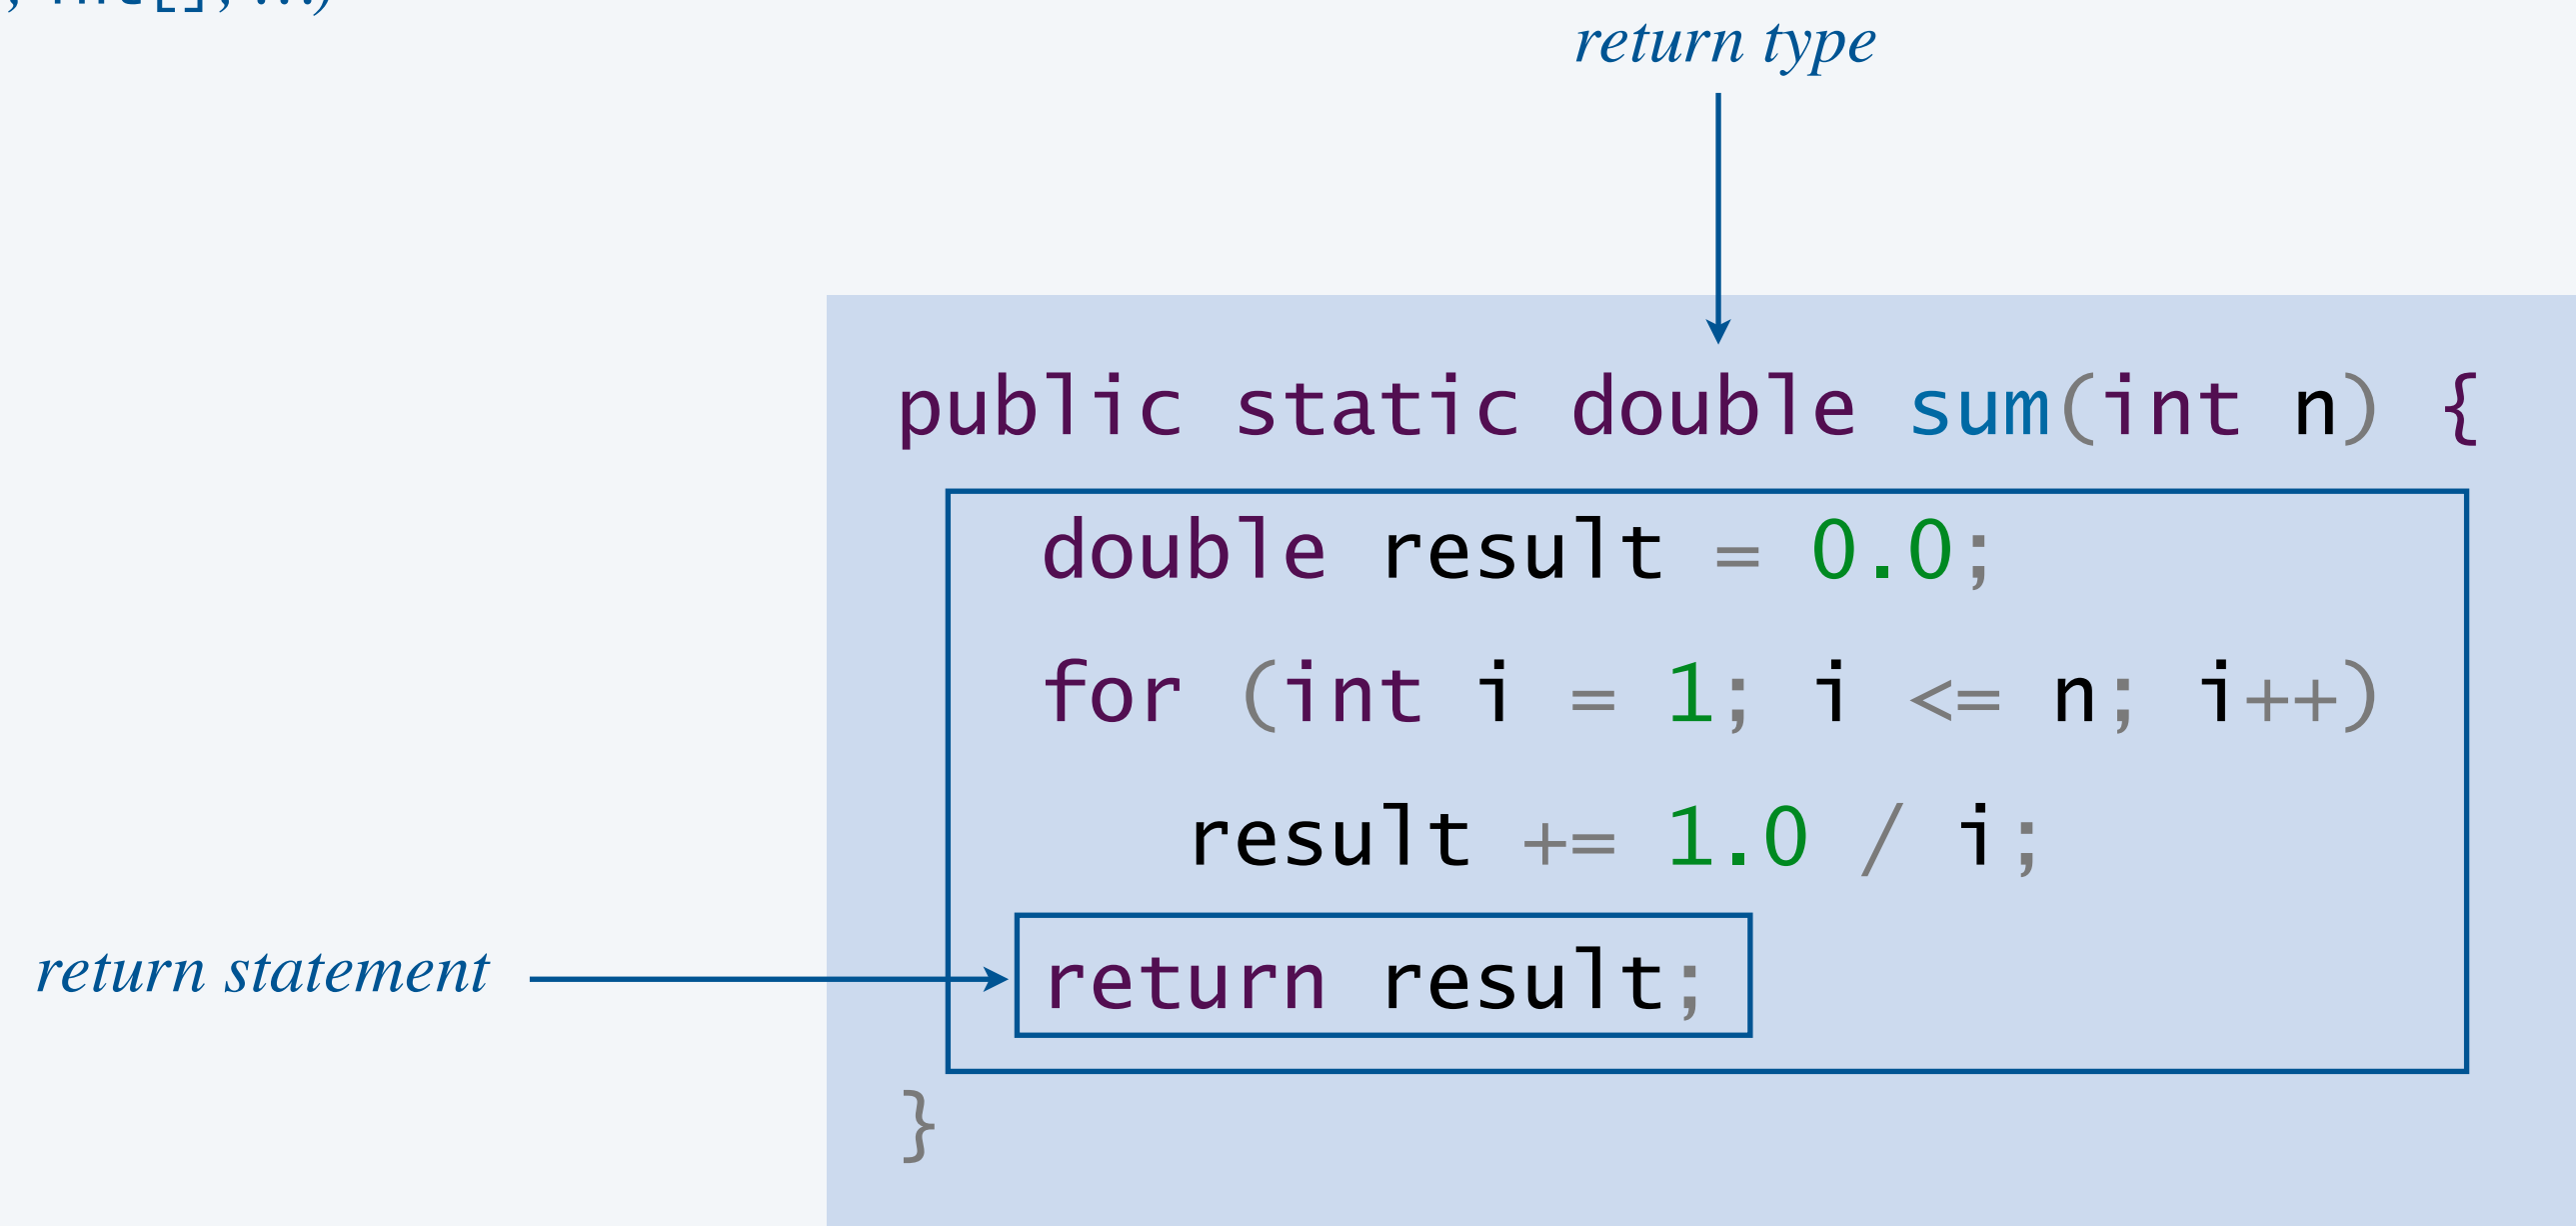 , int[], …)
return type
public static double sum(int n) {
double result = 0.0;
for (int i = 1; i <= n; i++)
result += 1.0 / i;
return statement
return result;
}